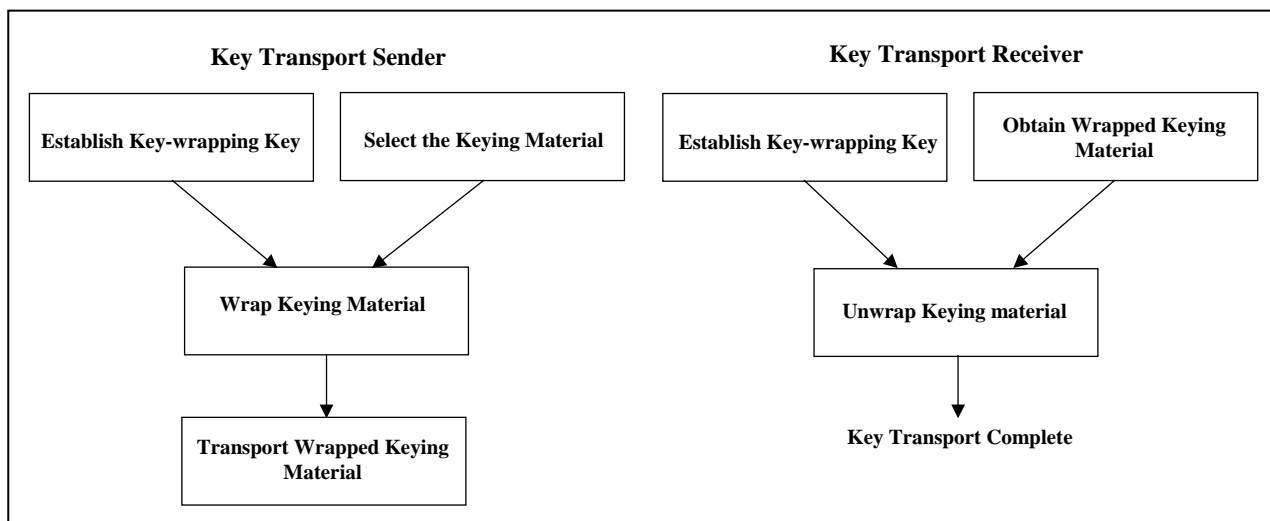 Key Transport Sender
Establish Key-wrapping Key
Select the Keying Material
Wrap Keying Material
Transport Wrapped Keying
Material
Key Transport Receiver
Establish Key-wrapping Key
Obtain Wrapped Keying
Material
Unwrap Keying material
Key Transport Complete